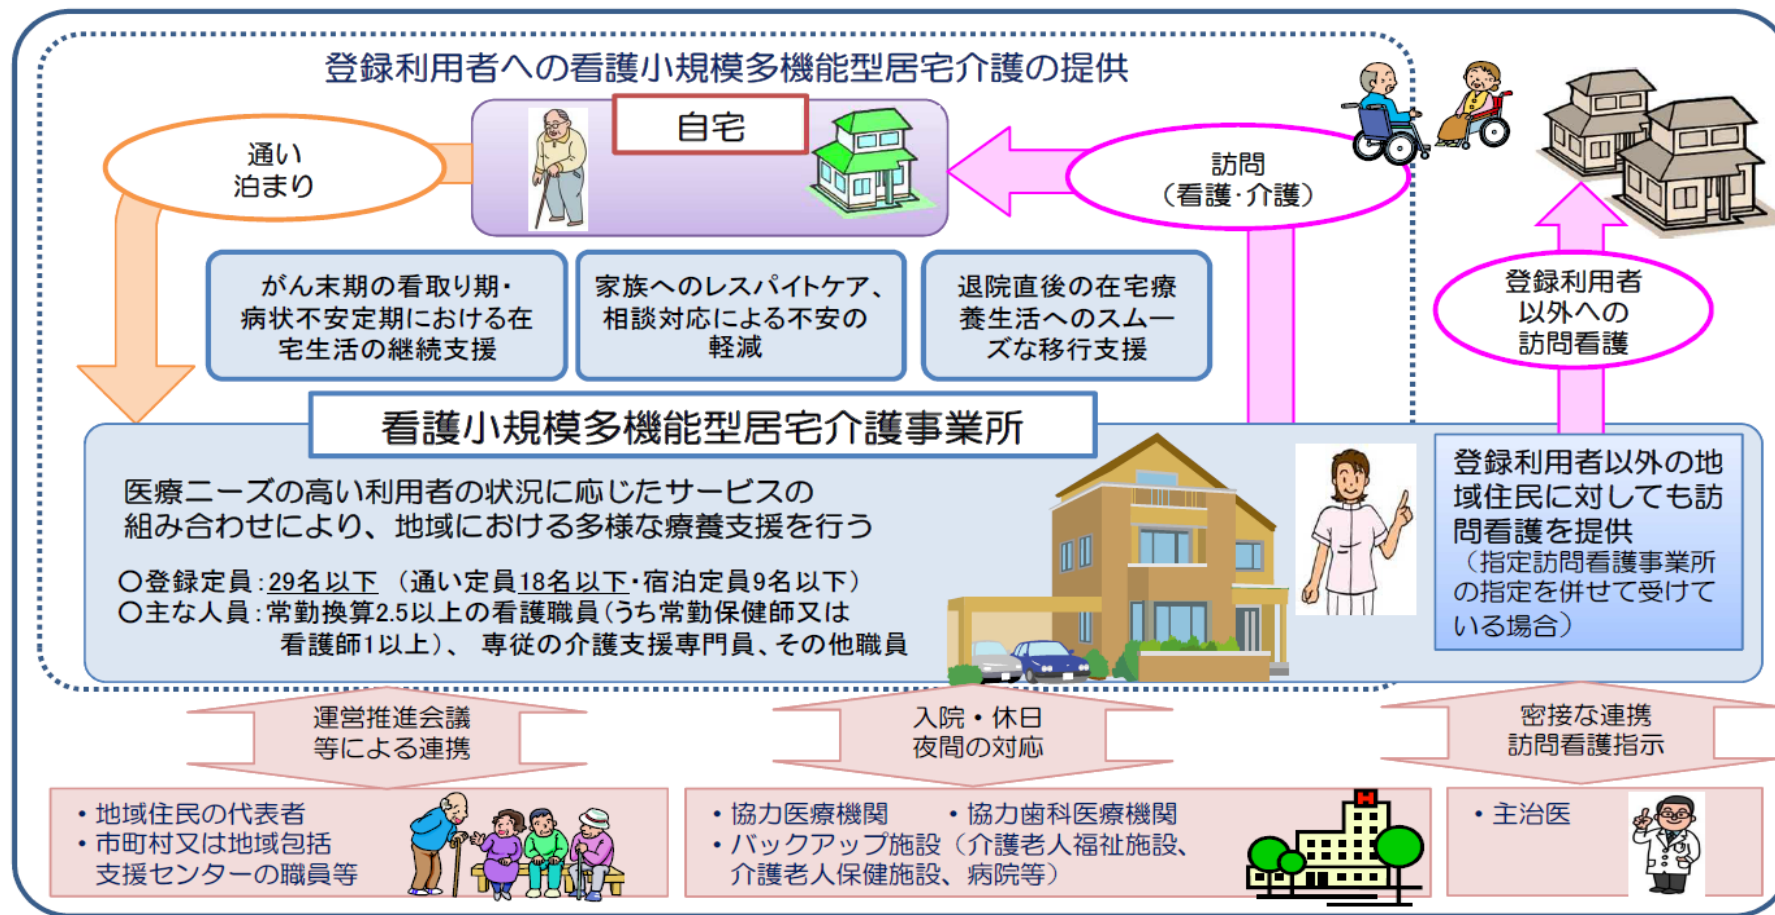 登録利用者への看護小規模多機能型居宅介護の提供
自宅
通い
泊まり
訪問
（看護・介護）
がん末期の看取り期・
病状不安定期における在
宅生活の継続支援
家族へのレスパイトケア、
相談対応による不安の
軽減
退院直後の在宅療
養生活へのスムー
ズな移行支援
登録利用者
以外への
訪問看護
看護小規模多機能型居宅介護事業所
医療ニーズの高い利用者の状況に応じたサービスの
組み合わせにより、地域における多様な療養支援を行う
○登録定員：29名以下 （通い定員18名以下・宿泊定員9名以下）
○主な人員：常勤換算2.5以上の看護職員（うち常勤保健師又は
看護師1以上）、 専従の介護支援専門員、その他職員
登録利用者以外の地
域住民に対しても訪
問看護を提供
（指定訪問看護事業所
の指定を併せて受けて
いる場合）
運営推進会議
等による連携
入院・休日
夜間の対応
密接な連携
訪問看護指示
・地域住民の代表者
・市町村又は地域包括
支援センターの職員等
・協力医療機関 ・協力歯科医療機関
・バックアップ施設（介護老人福祉施設、
介護老人保健施設、病院等）
H
・主治医